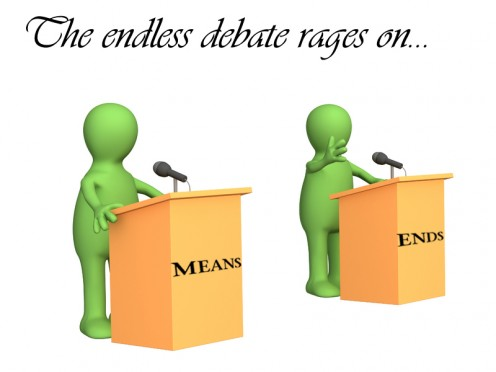 The endless debate rages on...
MEANS
ENDS